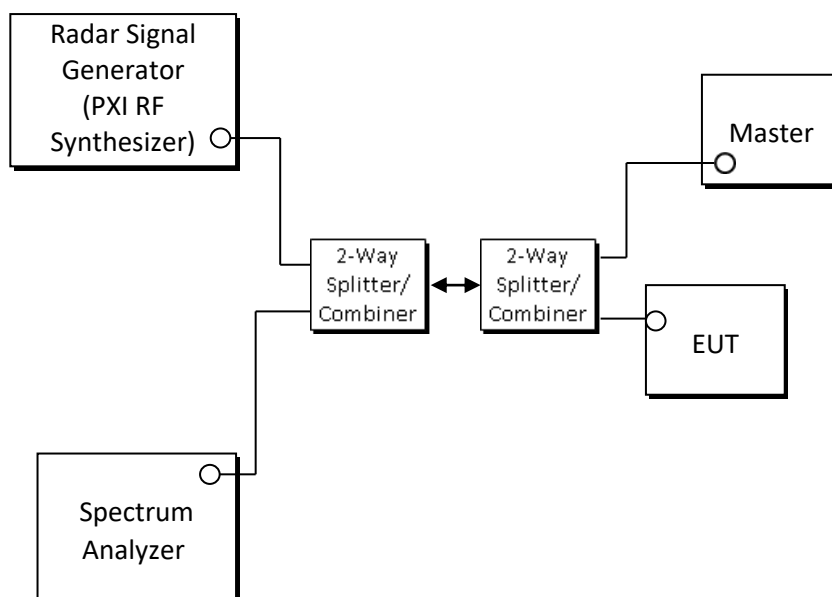 Radar Signal
Generator
(PXI RF
Synthesizer)
Master
2-Way
Splitter/
Combiner
2-Way
Splitter/
Combiner
EUT
Spectrum
Analyzer